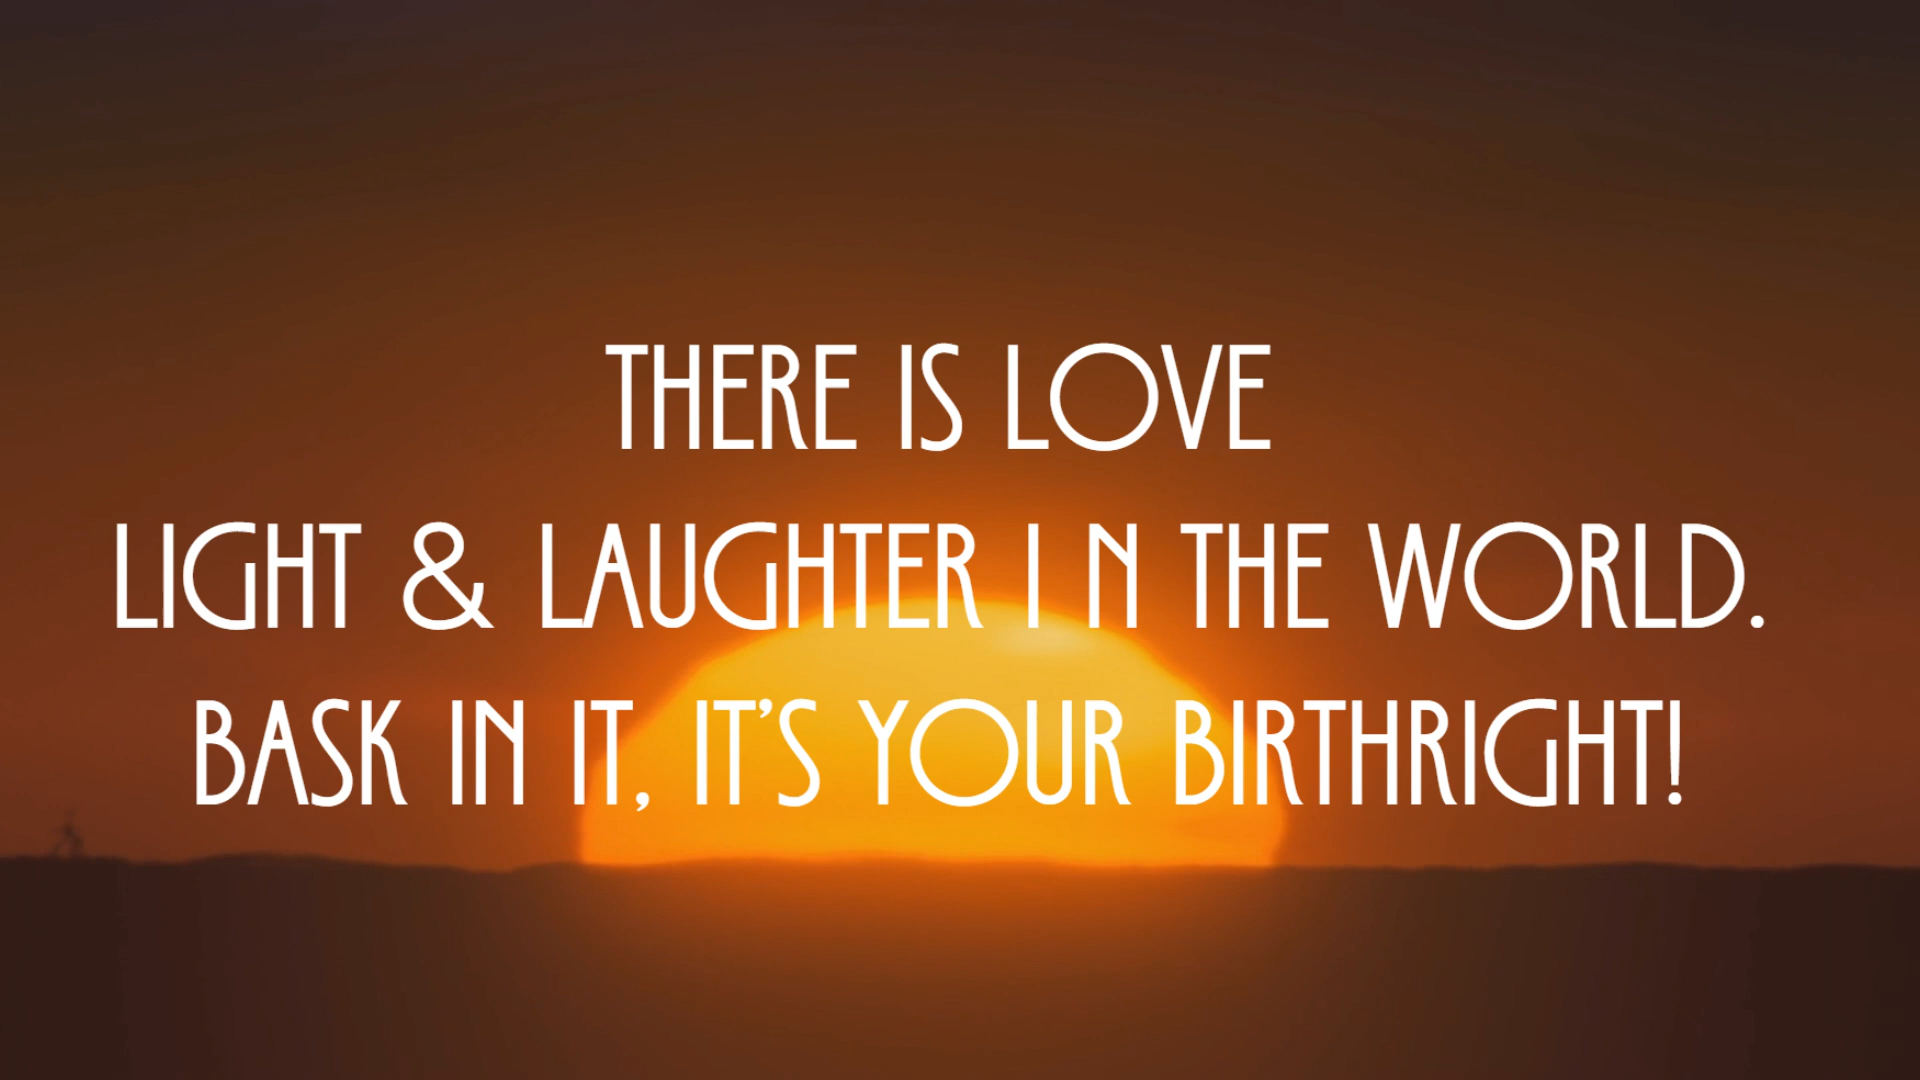 THERE IS LOVE
LIGHT & LAUGHTER I N THE WORLD.
BASK IN IT, IT'S YOUR BIRTHRIGHT!